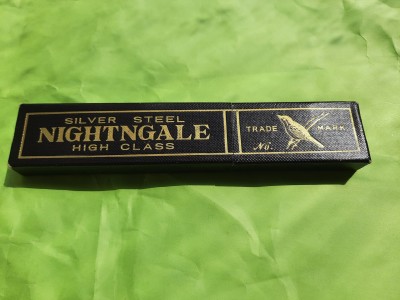 SILVER STEEL
NIGHTNGALE
HIGH CLASS
TRADE MARK
No.